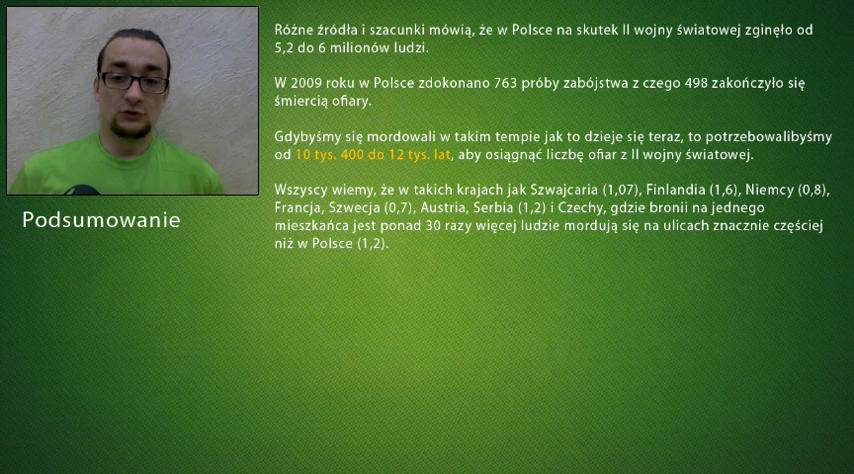 Różne źródła i szacunki mówią, że w Polsce na skutek II wojny światowej zginęło od
5,2 do 6 milionów ludzi.
W 2009 roku w Polsce zdokonano 763 próby zabójstwa z czego 498 zakończyło się
śmiercią ofiary.
Gdybyśmy się mordowali w takim tempie jak to dzieje się teraz, to potrzebowalibyśmy
od 10 tys. 400 do 12 tys. lat, aby osiągnąć liczbę ofiar z II wojny światowej.
Wszyscy wiemy, że w takich krajach jak Szwajcaria (1,07), Finlandia (1,6), Niemcy (0,8),
Francja, Szwecja (0,7), Austria, Serbia (1,2) i Czechy, gdzie bronii na jednego
mieszkańca jest ponad 30 razy więcej ludzie mordują się na ulicach znacznie częściej
niż w Polsce (1,2).
Podsumowanie